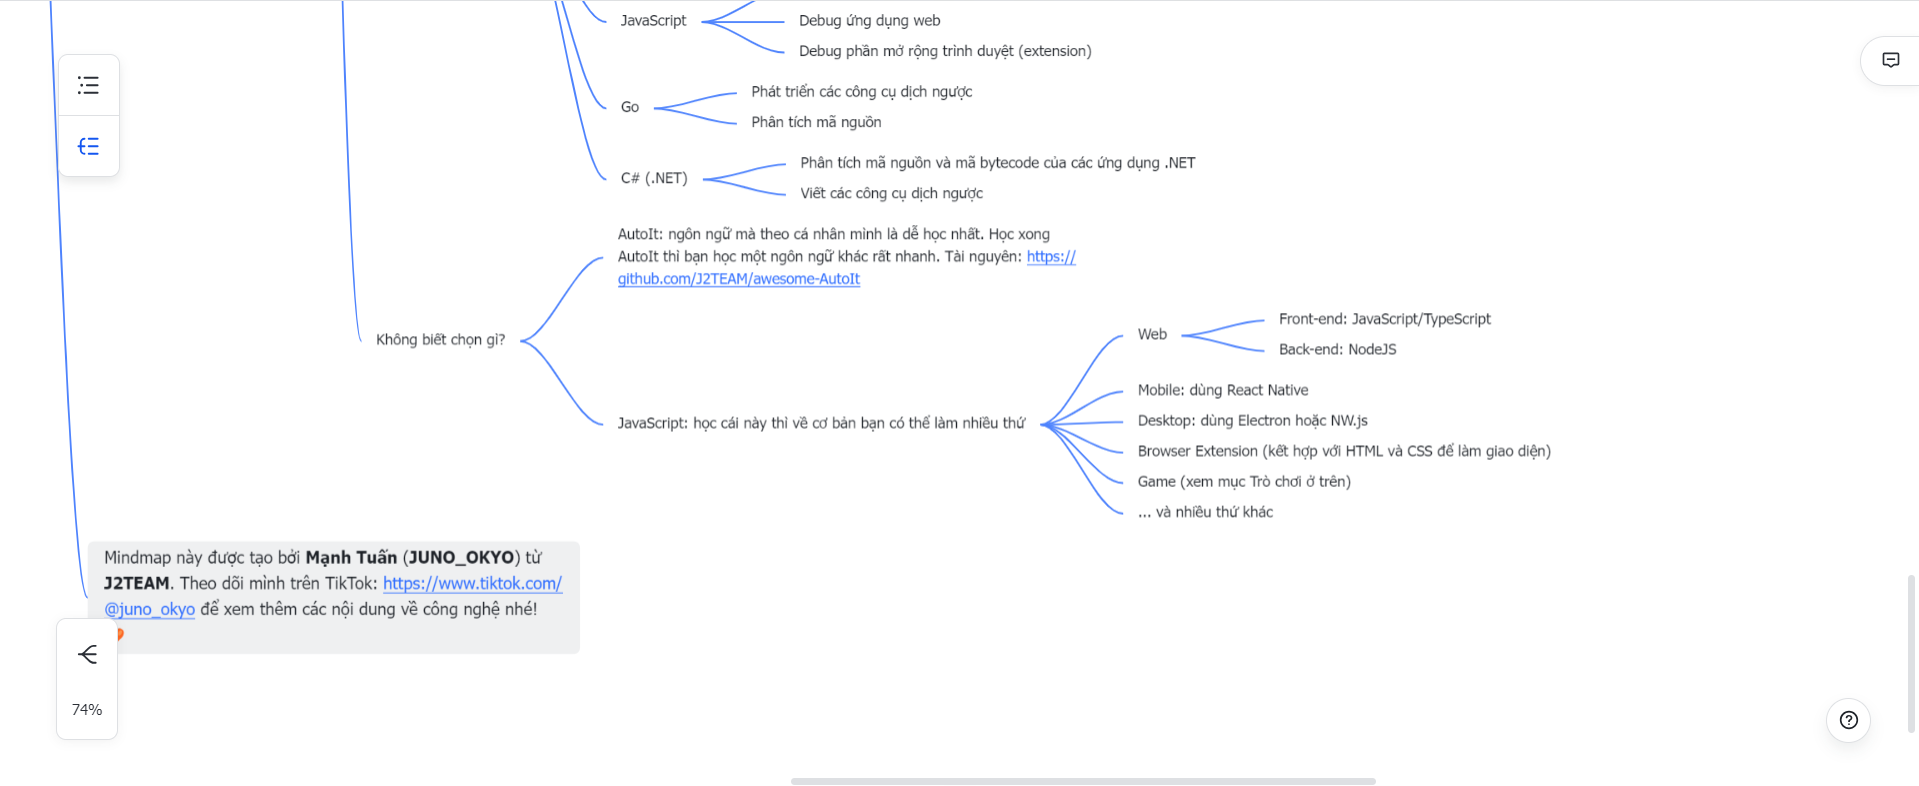 JavaScript
Debug ứng dụng web
Debug phần mở rộng trình duyệt (extension)
Go
Phát triển các công cụ dịch ngược
Phân tích mã nguồn
C# (.NET)
Phân tích mã nguồn và mã bytecode của các ứng dụng .NET
Viết các công cụ dịch ngược
Không biết chọn gì?
AutoIt: ngôn ngữ mà theo cá nhân mình là dễ học nhất. Học xong
AutoIt thì bạn học một ngôn ngữ khác rất nhanh. Tài nguyên: https://
github.com/J2TEAM/awesome-AutoIt
JavaScript: học cái này thì về cơ bản bạn có thể làm nhiều thứ
Web
Front-end: JavaScript/TypeScript
Back-end: NodeJS
Mobile: dùng React Native
Desktop: dùng Electron hoặc NW.js
Browser Extension (kết hợp với HTML và CSS để làm giao diện)
Game (xem mục Trò chơi ở trên)
... và nhiều thứ khác
Mindmap này được tạo bởi Mạnh Tuấn (JUNO_OKYO) từ
J2TEAM. Theo dõi mình trên TikTok: https://www.tiktok.com/
@juno_okyo để xem thêm các nội dung về công nghệ nhé!
74%